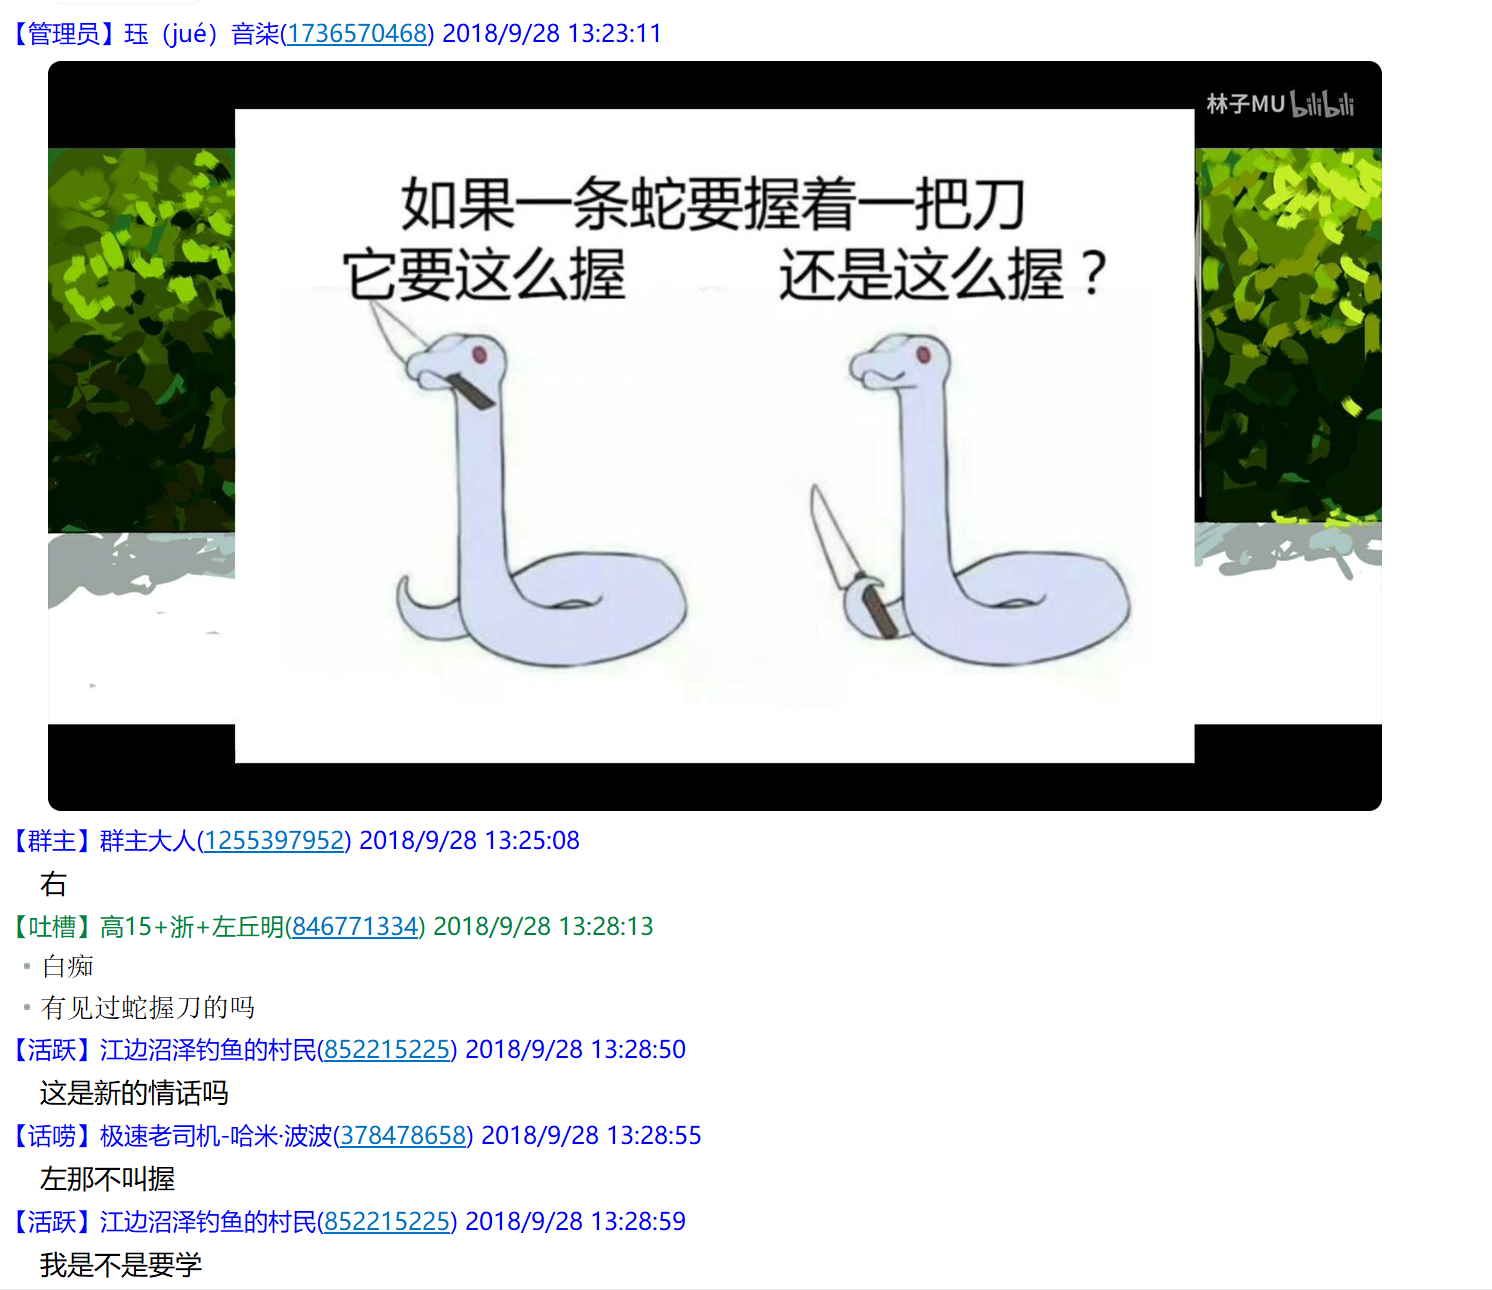 【管理员】珏（jué）音柒(1736570468) 2018/9/28 13:23:11
林子MU bilibili
如果一条蛇要握着一把刀
它要这么握 还是这么握？
【群主】群主大人(1255397952) 2018/9/28 13:25:08
右
【吐槽】高15+浙+左丘明(846771334) 2018/9/28 13:28:13
白痴
有见过蛇握刀的吗
【活跃】江边沼泽钓鱼的村民(852215225) 2018/9/28 13:28:50
这是新的情话吗
【话唠】极速老司机-哈米·波波(378478658) 2018/9/28 13:28:55
左那不叫握
【活跃】江边沼泽钓鱼的村民(852215225) 2018/9/28 13:28:59
我是不是要学